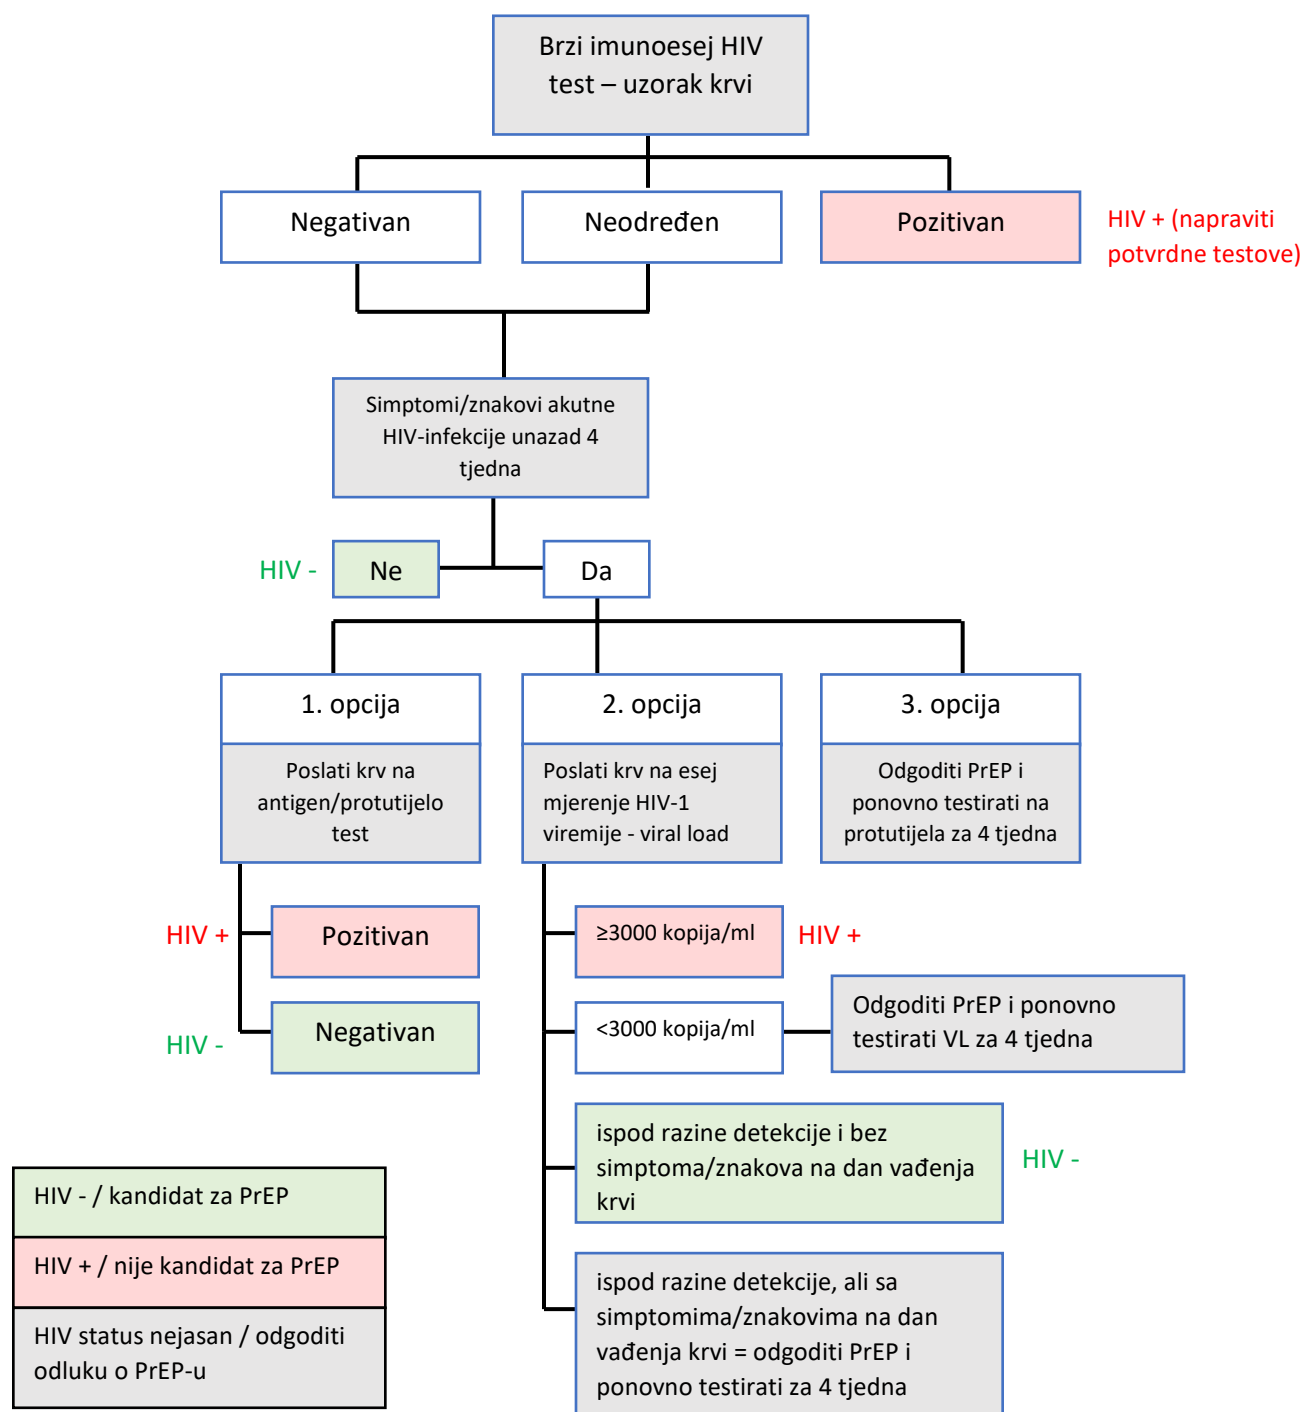 Brzi imunoesej HIV
test – uzorak krvi
Negativan
Neodređen
Pozitivan
HIV + (napraviti
potvrdne testove)
Simptomi/znakovi akutne
HIV-infekcije unazad 4
tjedna
HIV -
Ne
Da
1. opcija
2. opcija
3. opcija
Poslati krv na
antigen/protutijelo
test
Poslati krv na esej
mjerenje HIV-1
viremije - viral load
Odgoditi PrEP i
ponovno testirati na
protutijela za 4 tjedna
HIV +
Pozitivan
≥3000 kopija/ml
HIV +
HIV -
Negativan
<3000 kopija/ml
Odgoditi PrEP i ponovno
testirati VL za 4 tjedna
ispod razine detekcije i bez
simptoma/znakova na dan vađenja
krvi
HIV -
ispod razine detekcije, ali sa
simptomima/znakovima na dan
vađenja krvi = odgoditi PrEP i
ponovno testirati za 4 tjedna
HIV - / kandidat za PrEP
HIV + / nije kandidat za PrEP
HIV status nejasan / odgoditi
odluku o PrEP-u